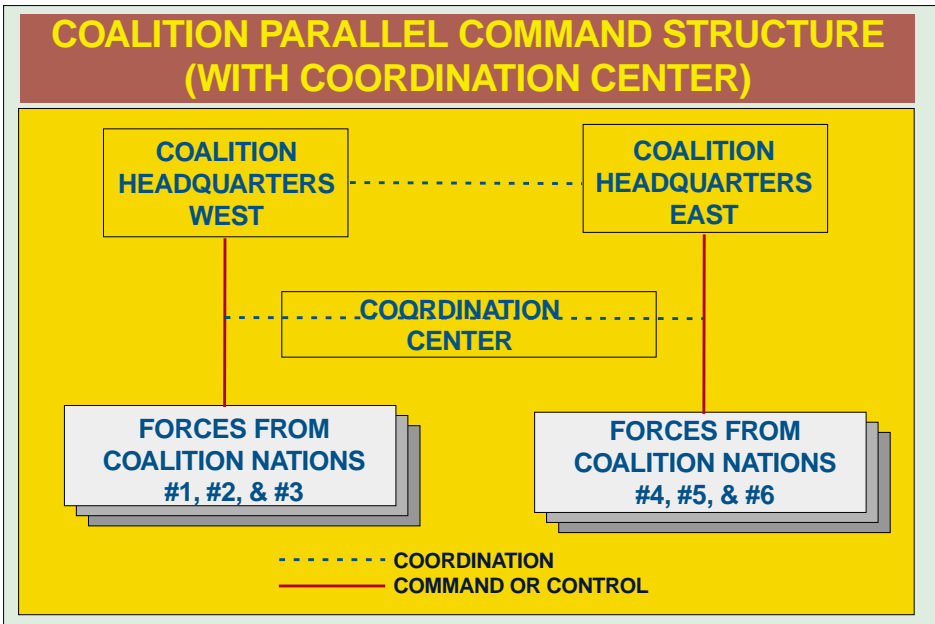 COALITION PARALLEL COMMAND STRUCTURE
(WITH COORDINATION CENTER)
COALITION
HEADQUARTERS
WEST
COALITION
HEADQUARTERS
EAST
COORDINATION
CENTER
FORCES FROM
COALITION NATIONS
#1, #2, & #3
FORCES FROM
COALITION NATIONS
#4, #5, & #6
COORDINATION
COMMAND OR CONTROL